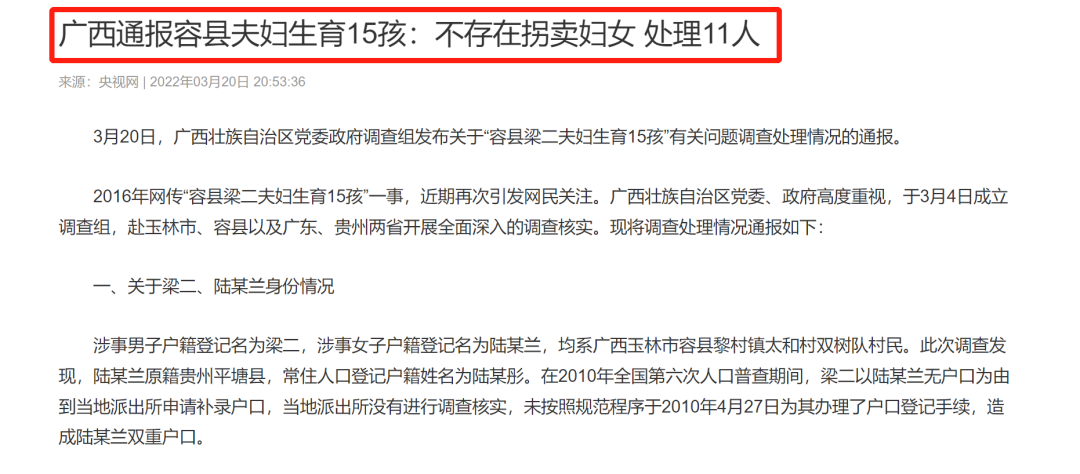 广西通报容县夫妇生育15孩：不存在拐卖妇女 处理11人
来源：央视网 | 2022年03月20日 20:53:36
3月20日，广西壮族自治区党委政府调查组发布关于“容县梁二夫妇生育15孩”有关问题调查处理情况的通报。
2016年网传“容县梁二夫妇生育15孩”一事，近期再次引发网民关注。广西壮族自治区党委、政府高度重视，于3月4日成立
调查组，赴玉林市、容县以及广东、贵州两省开展全面深入的调查核实。现将调查处理情况通报如下：
一、关于梁二、陆某兰身份情况
涉事男子户籍登记名为梁二，涉事女子户籍登记名为陆某兰，均系广西玉林市容县黎村镇太和村双树队村民。此次调查发
现，陆某兰原籍贵州平塘县，常住人口登记户籍姓名为陆某彤。在2010年全国第六次人口普查期间，梁二以陆某兰无户口为由
到当地派出所申请补录户口，当地派出所没有进行调查核实，未按照规范程序于2010年4月27日为其办理了户口登记手续，造
成陆某兰双重户口。